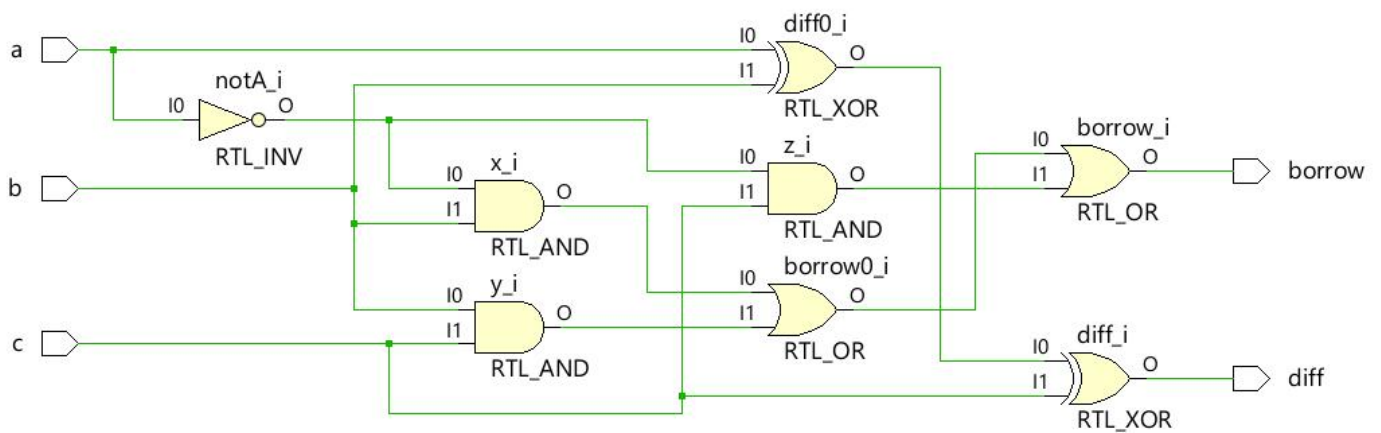 a
diff0_i
I0
O
I1
RTL_XOR
notA_i
I0
O
RTL_INV
b
x_i
I0
O
I1
RTL_AND
z_i
I0
O
I1
RTL_AND
borrow_i
I0
O
I1
RTL_OR
borrow
c
y_i
I0
O
I1
RTL_AND
borrow0_i
I0
O
I1
RTL_OR
diff_i
I0
O
I1
RTL_XOR
diff